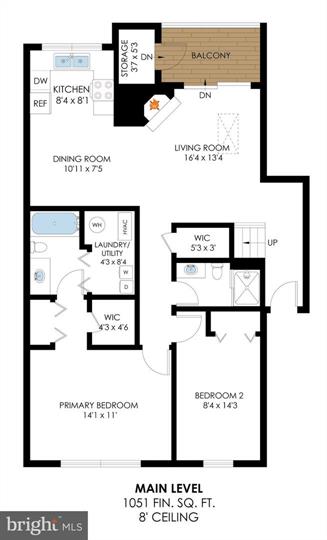 STORAGE
3'7 x 5'3
DN
BALCONY
KITCHEN
8'4 x 8'1
DW
REF
DN
LIVING ROOM
16'4 x 13'4
DINING ROOM
10'11 x 7'5
WH
HVAC
LAUNDRY/
UTILITY
4'3 x 8'4
W
D
WIC
5'3 x 3'
UP
WIC
4'3 x 4'6
PRIMARY BEDROOM
14'1 x 11'
BEDROOM 2
8'4 x 14'3
MAIN LEVEL
1051 FIN. SQ. FT.
8' CEILING
bright MLS